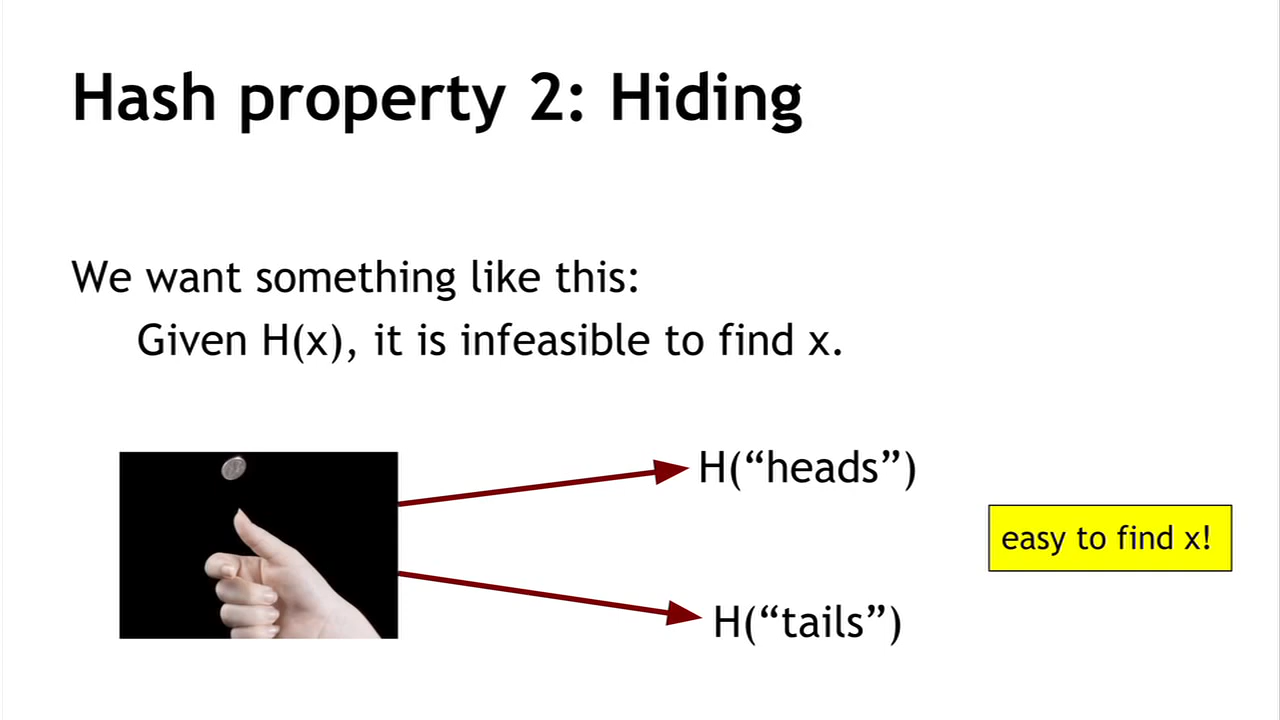 Hash property 2: Hiding
We want something like this:
Given H(x), it is infeasible to find x.
H(“heads”)
easy to find x!
H(“tails”)